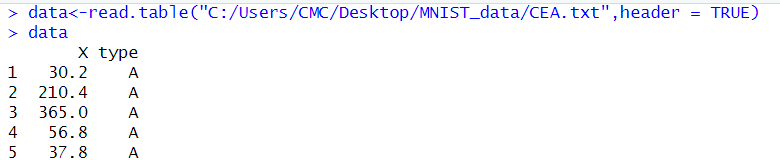 > data<-read.table("C:/Users/CMC/Desktop/MNIST_data/CEA.txt",header = TRUE)
> data
X type
1 30.2 A
2 210.4 A
3 365.0 A
4 56.8 A
5 37.8 A